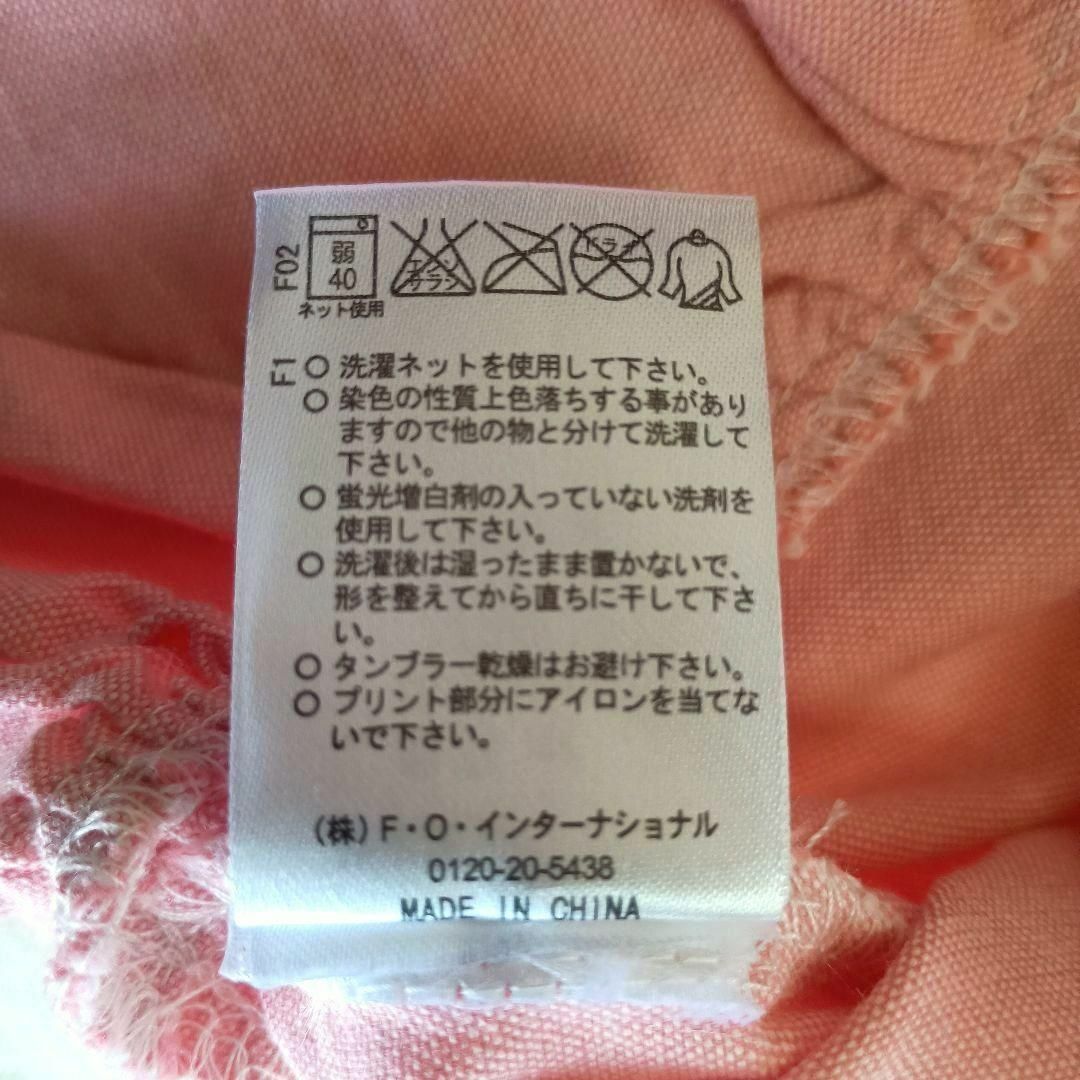 F02
弱
40
ネット使用
エンソ
サラシ
ドライ
F1
○ 洗濯ネットを使用して下さい。
○ 染色の性質上色落ちする事があり
ますので他の物と分けて洗濯して
下さい。
○ 蛍光増白剤の入っていない洗剤を
使用して下さい。
○ 洗濯後は湿ったまま置かないで、
形を整えてから直ちに干して下さ
い。
○ タンブラー乾燥はお避け下さい。
○ プリント部分にアイロンを当てな
いで下さい。
(株)F・O・インターナショナル
0120-20-5438
MADE IN CHINA